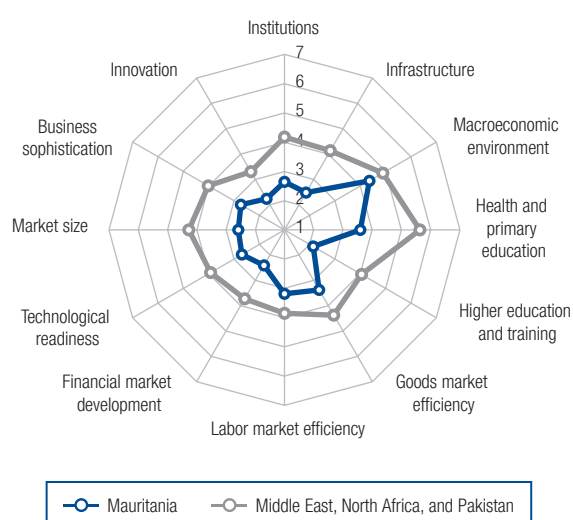 Institutions
Infrastructure
Macroeconomic
environment
Health and
primary
education
Higher education
and training
Goods market
efficiency
Labor market efficiency
Financial market
development
Technological
readiness
Market size
Business
sophistication
Innovation
7
6
5
4
3
2
1
Mauritania
Middle East, North Africa, and Pakistan